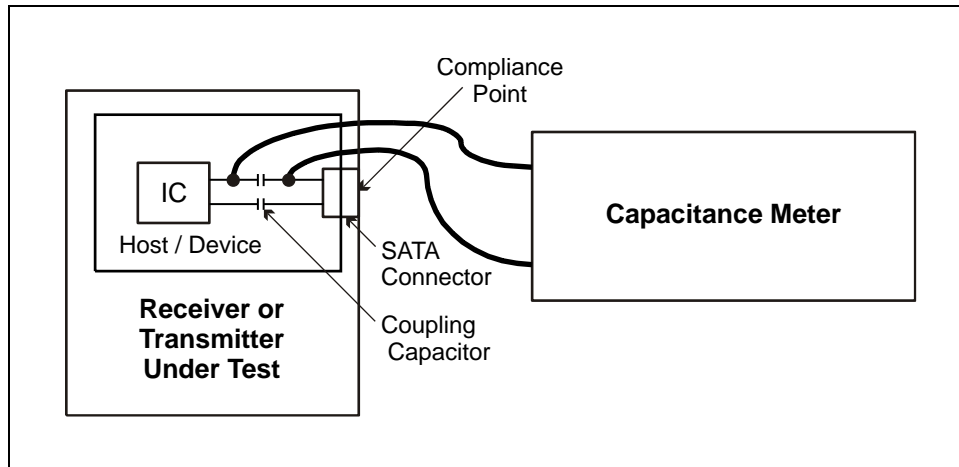 Compliance
Point
IC
Host / Device
SATA
Connector
Coupling
Capacitor
Receiver or
Transmitter
Under Test
Capacitance Meter